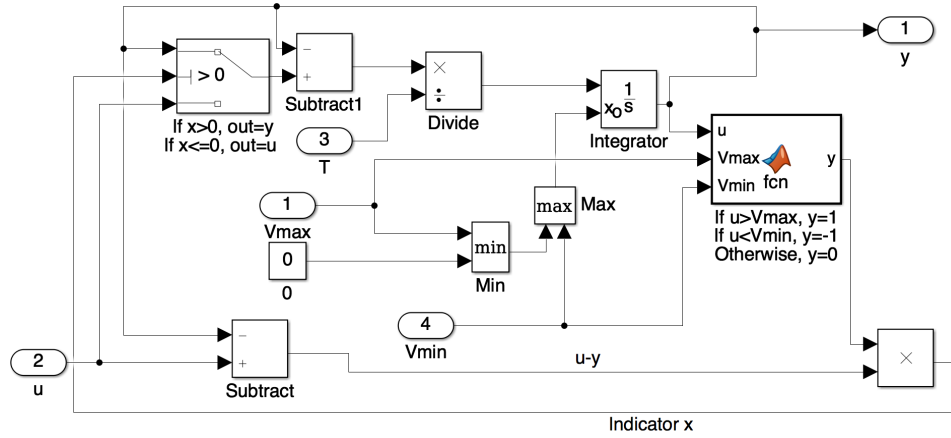 1
y
> 0
−
+
Subtract1
×
÷
Divide
1
s
xo
Integrator
If x>0, out=y
If x<=0, out=u
3
T
u
Vmax
Vmin
fcn
y
If u>Vmax, y=1
If u<Vmin, y=-1
Otherwise, y=0
1
Vmax
max
Max
0
0
min
Min
4
Vmin
2
u
−
+
Subtract
u-y
×
Indicator x